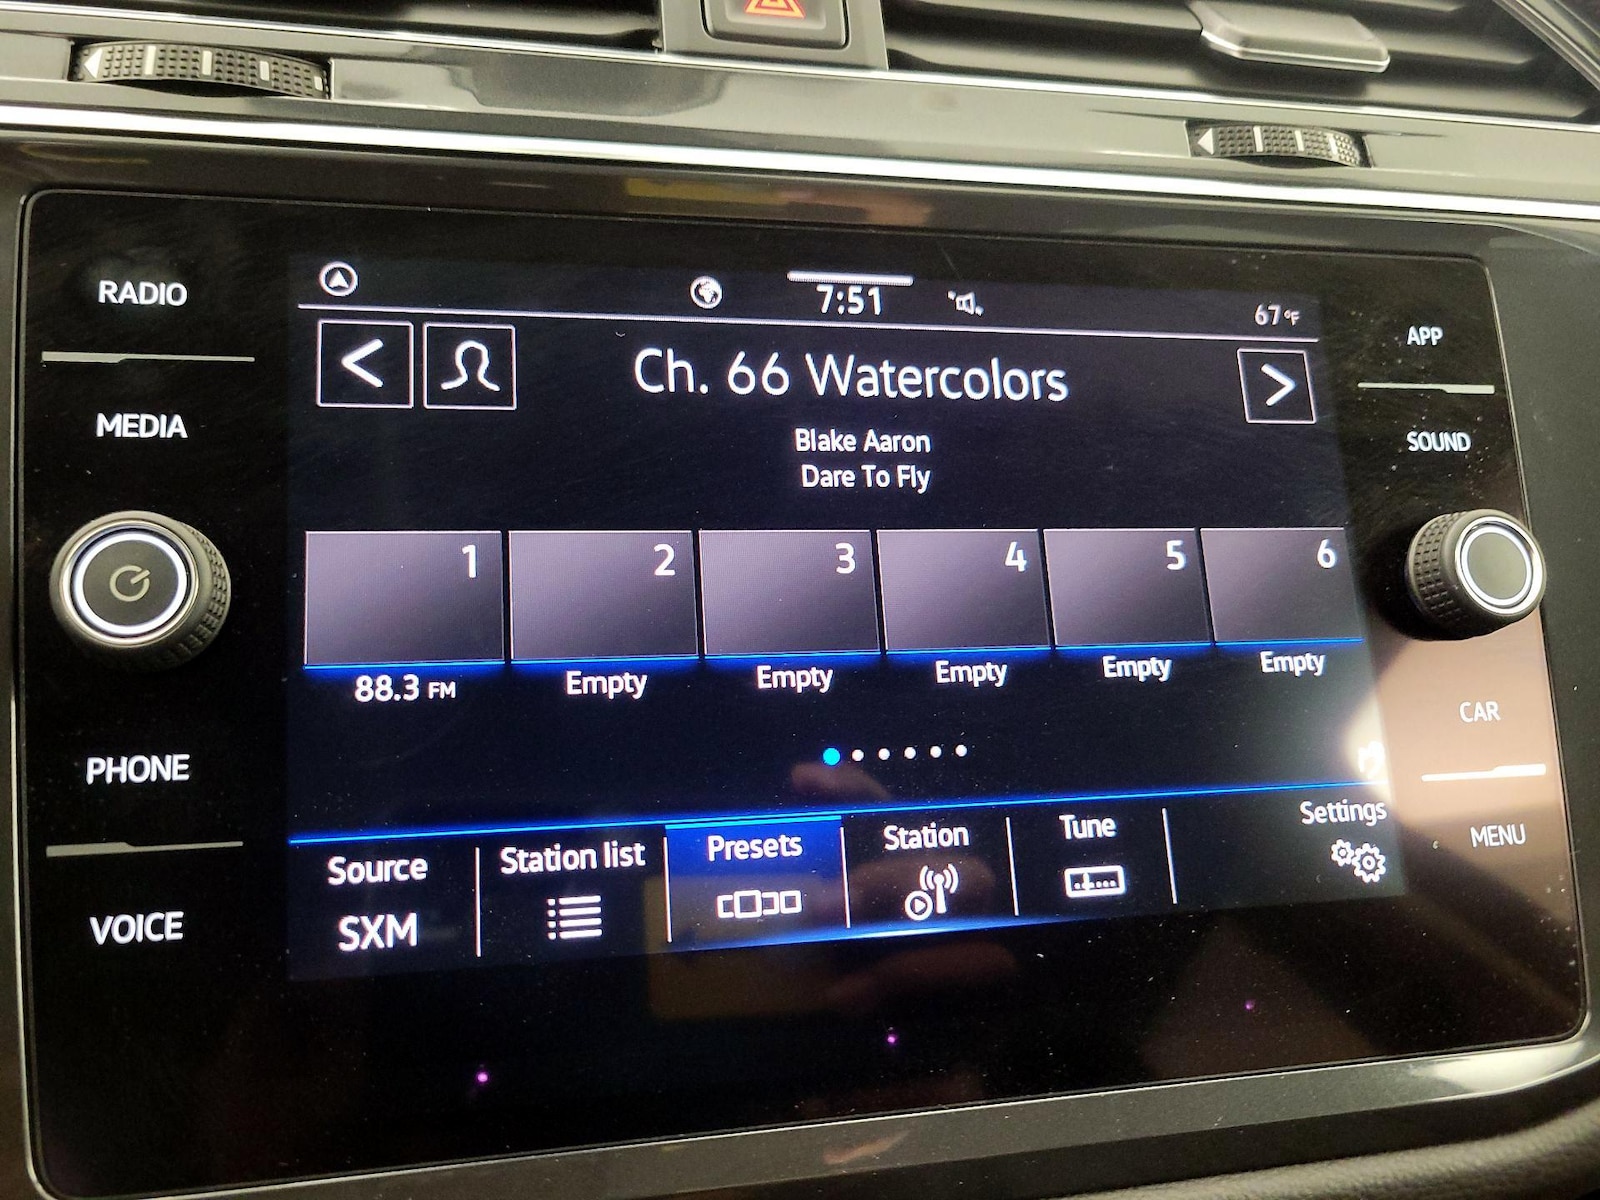 RADIO
MEDIA
PHONE
VOICE
7:51
67°F
Ch. 66 Watercolors
Blake Aaron
Dare To Fly
1
2
3
4
5
6
88.3 FM
Empty
Empty
Empty
Empty
Empty
Source
SXM
Station list
Presets
Station
Tune
Settings
APP
SOUND
CAR
MENU